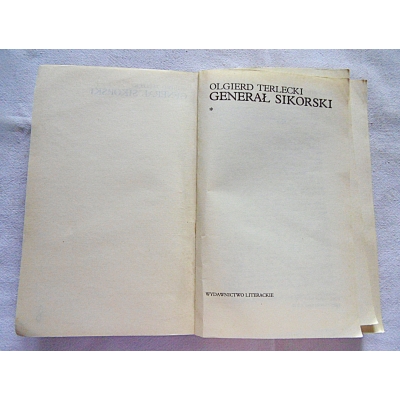 OLGIERD TERLECKI
GENERAŁ SIKORSKI
*
WYDAWNICTWO LITERACKIE